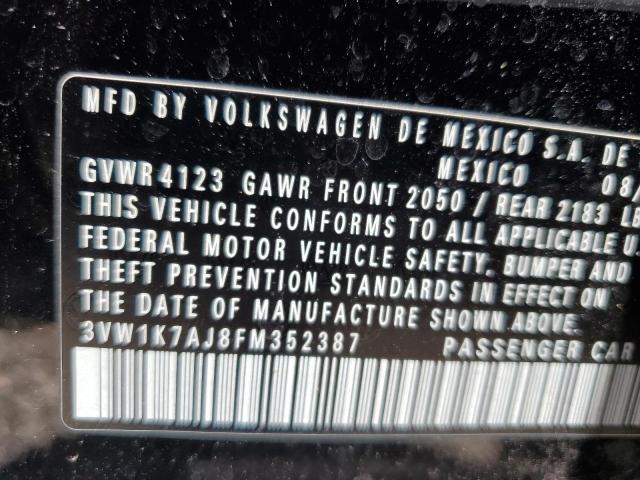 MFD BY VOLKSWAGEN DE MEXICO S.A. DE
MEXICO 08
GVWR 4123 GAWR FRONT 2050 / REAR 2183 LB
THIS VEHICLE CONFORMS TO ALL APPLICABLE U.
FEDERAL MOTOR VEHICLE SAFETY, BUMPER AND
THEFT PREVENTION STANDARDS IN EFFECT ON
THE DATE OF MANUFACTURE SHOWN ABOVE.
3VW1K7AJ8FM352387 PASSENGER CAR